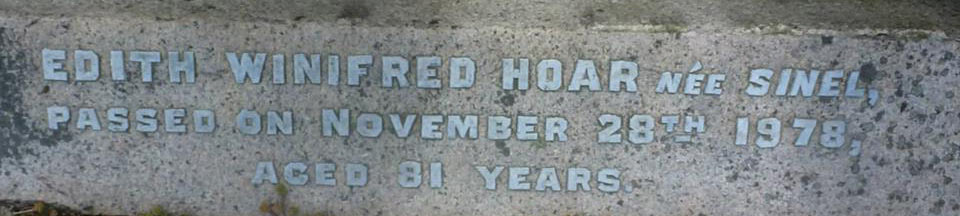 EDITH WINIFRED HOAR NÉE SINEL,
PASSED ON NOVEMBER 28TH 1978,
AGED 81 YEARS.